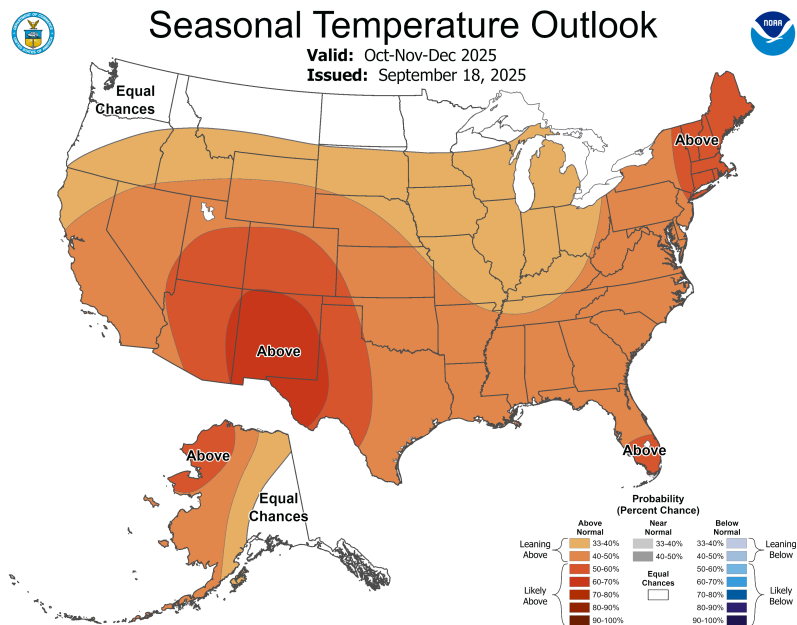 Seasonal Temperature Outlook
Valid: Oct-Nov-Dec 2025
Issued: September 18, 2025
NOAA
Equal
Chances
Above
Above
Above
Above
Equal
Chances
Probability
(Percent Chance)
Above
Normal
Near
Normal
Below
Normal
Leaning
Above
33-40%
33-40%
33-40%
Leaning
Below
40-50%
40-50%
40-50%
Likely
Above
50-60%
60-70%
70-80%
80-90%
90-100%
Equal
Chances
50-60%
60-70%
70-80%
80-90%
90-100%
Likely
Below